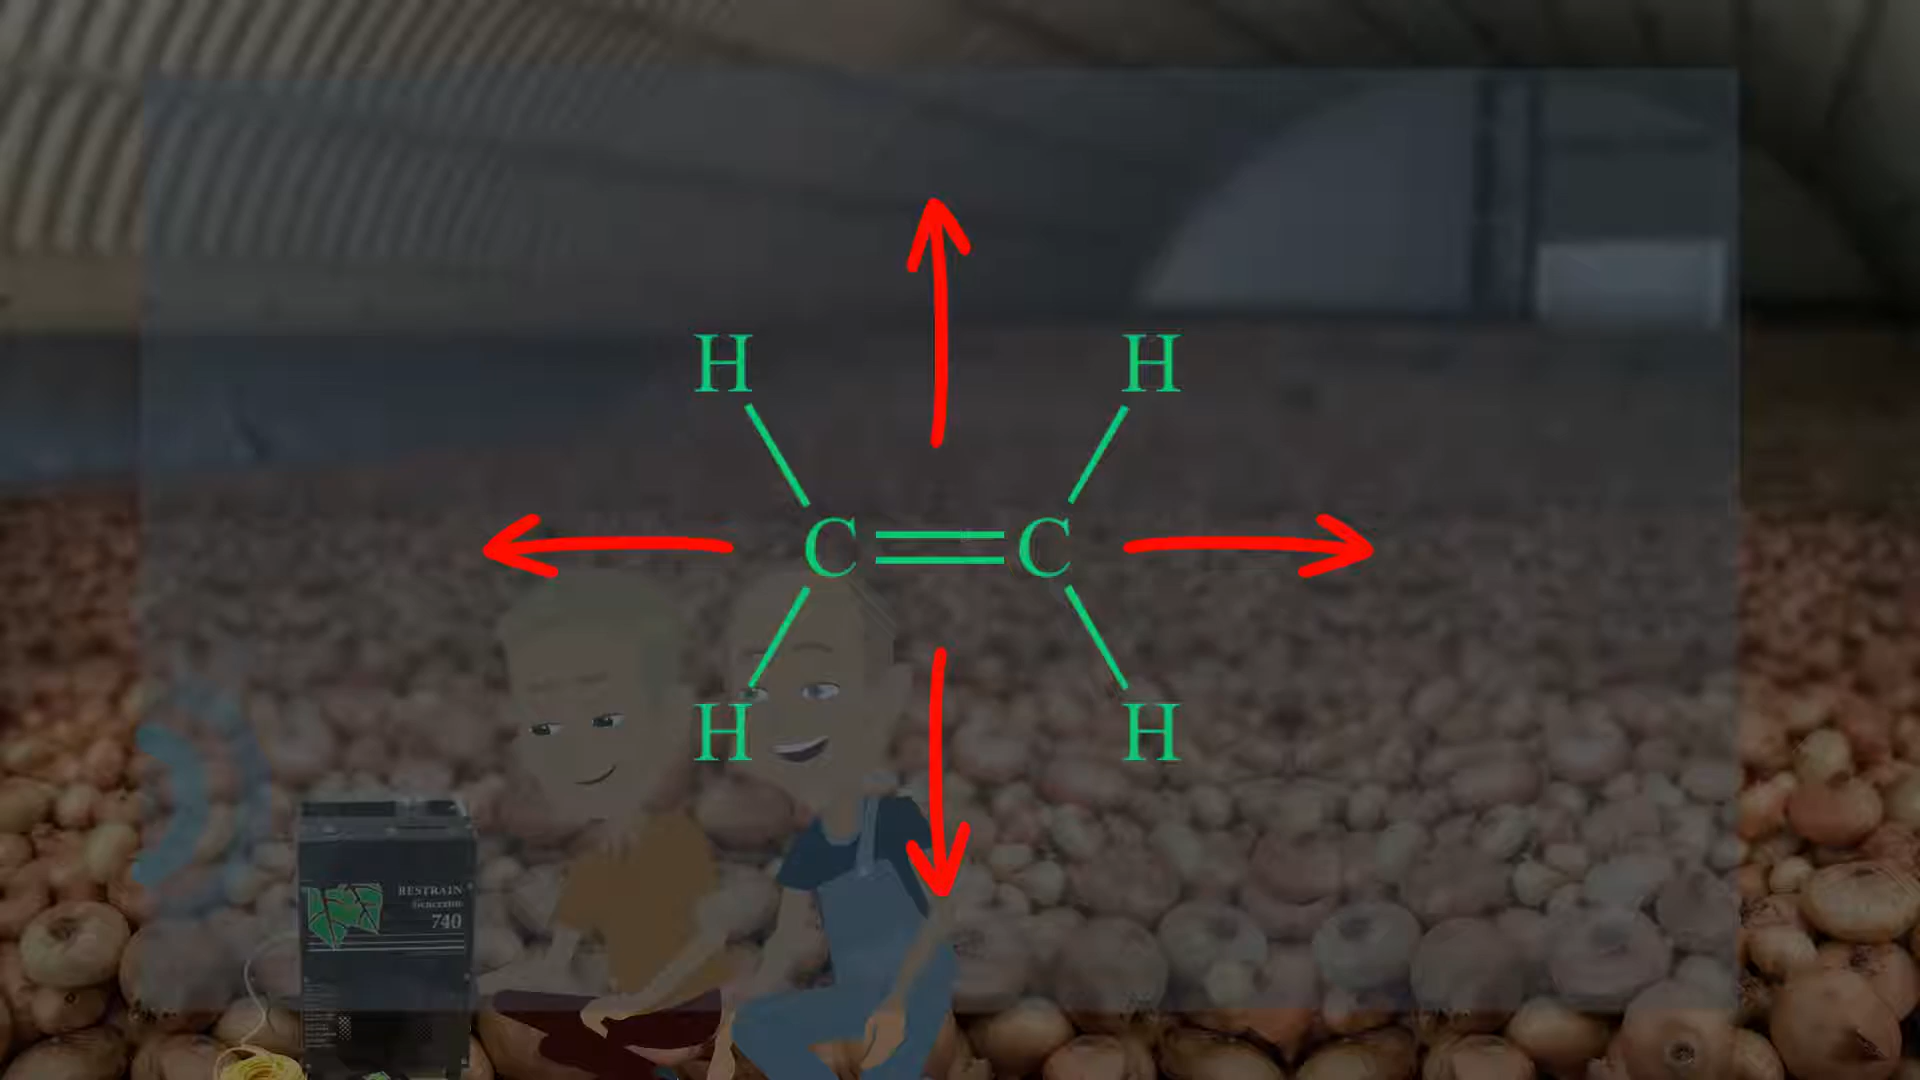 H H
C C
H H
RESTRAIN
Generator
740